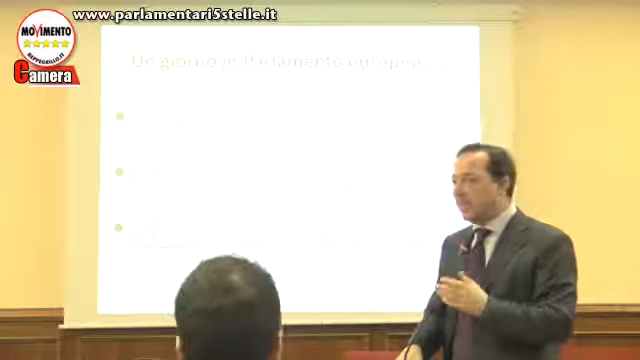 www.parlamentari5stelle.it
MOVIMENTO
BEPPEGRILLO.IT
Camera
Un giorno in Parlamento europeo